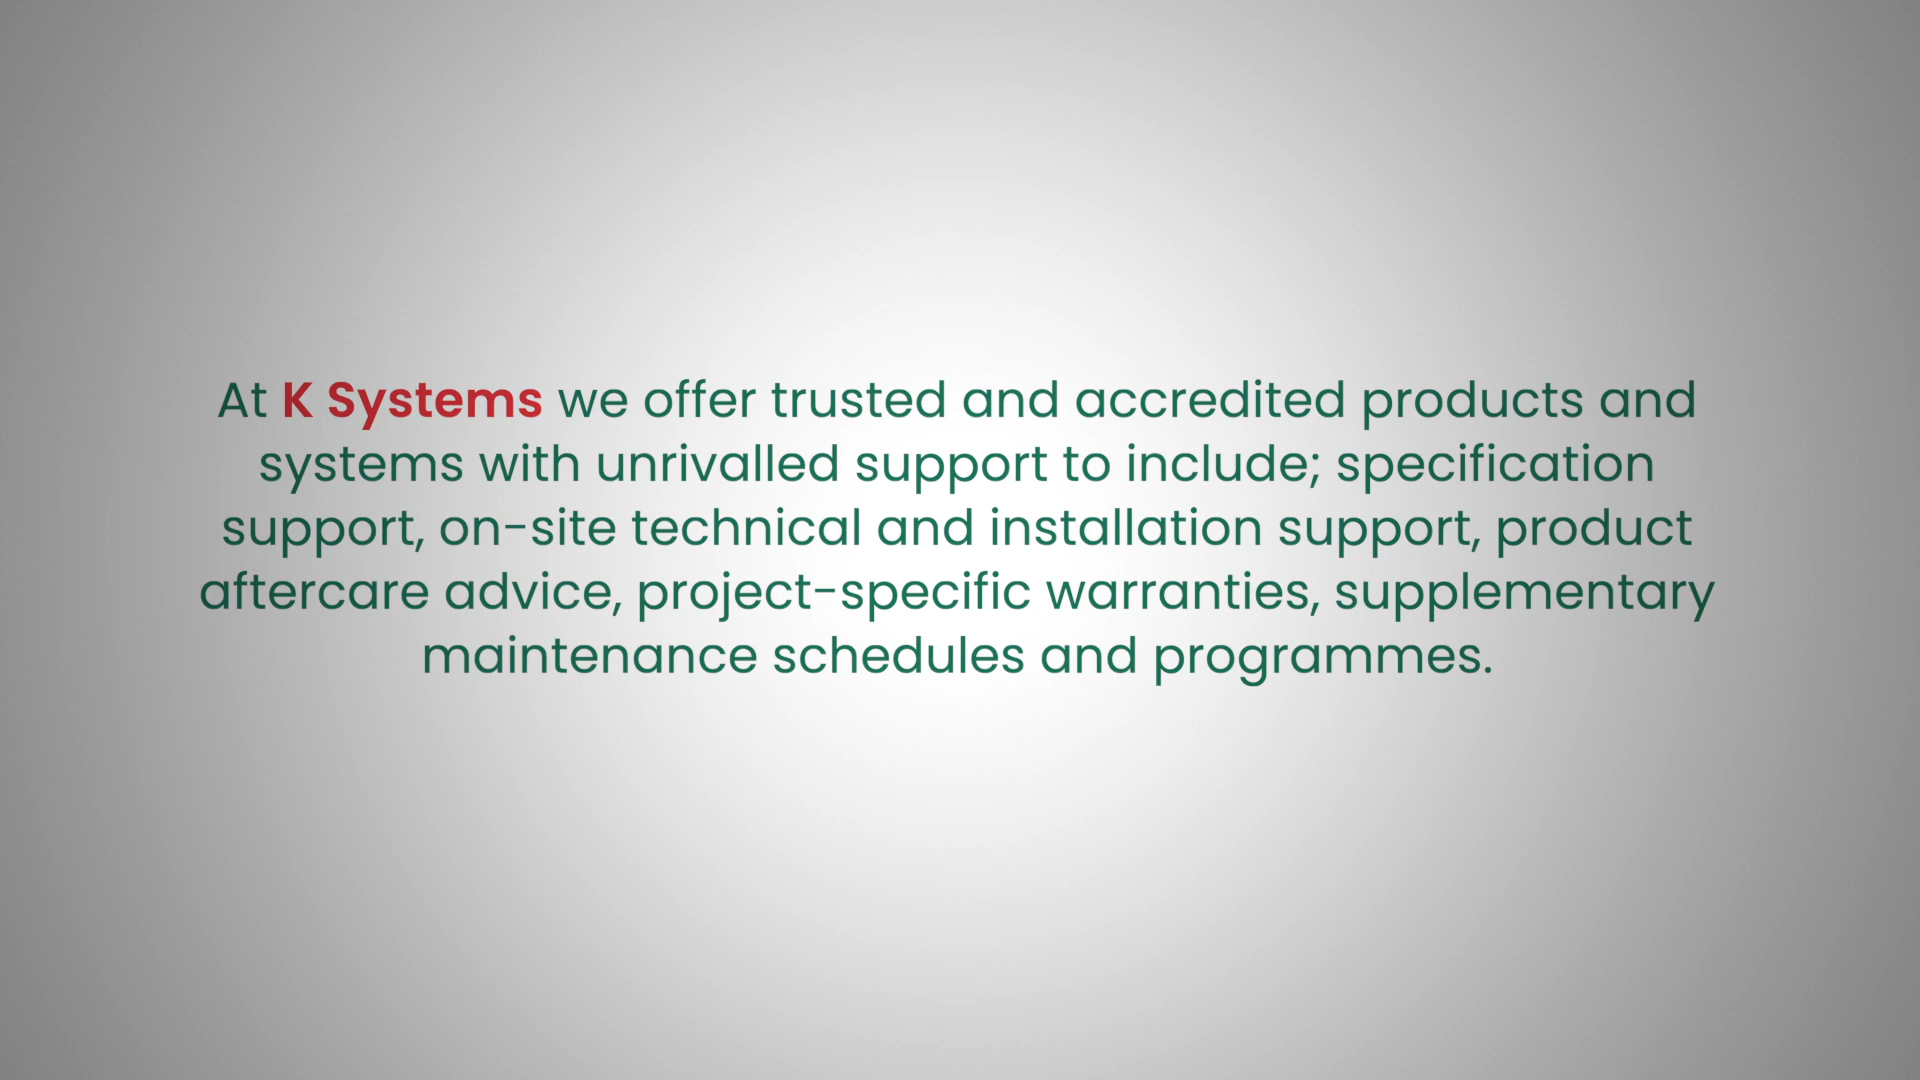 At K Systems we offer trusted and accredited products and
systems with unrivalled support to include; specification
support, on-site technical and installation support, product
aftercare advice, project-specific warranties, supplementary
maintenance schedules and programmes.